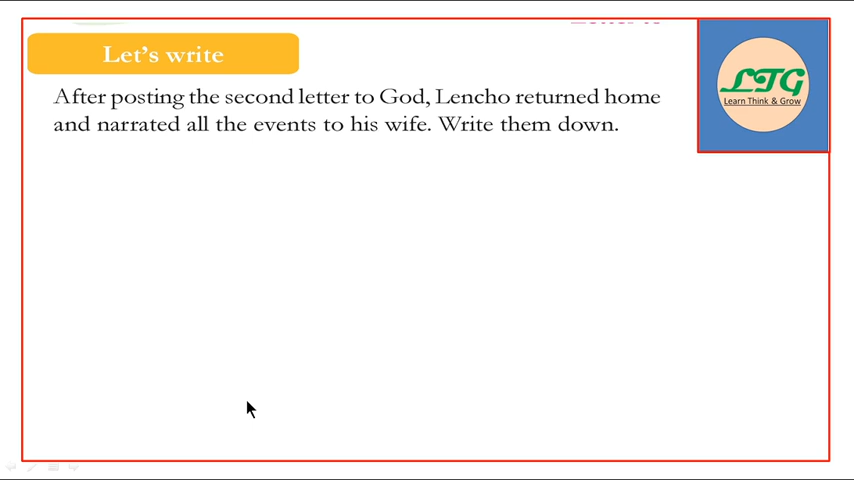 Let's write
After posting the second letter to God, Lencho returned home
and narrated all the events to his wife. Write them down.
LTG
Learn Think & Grow